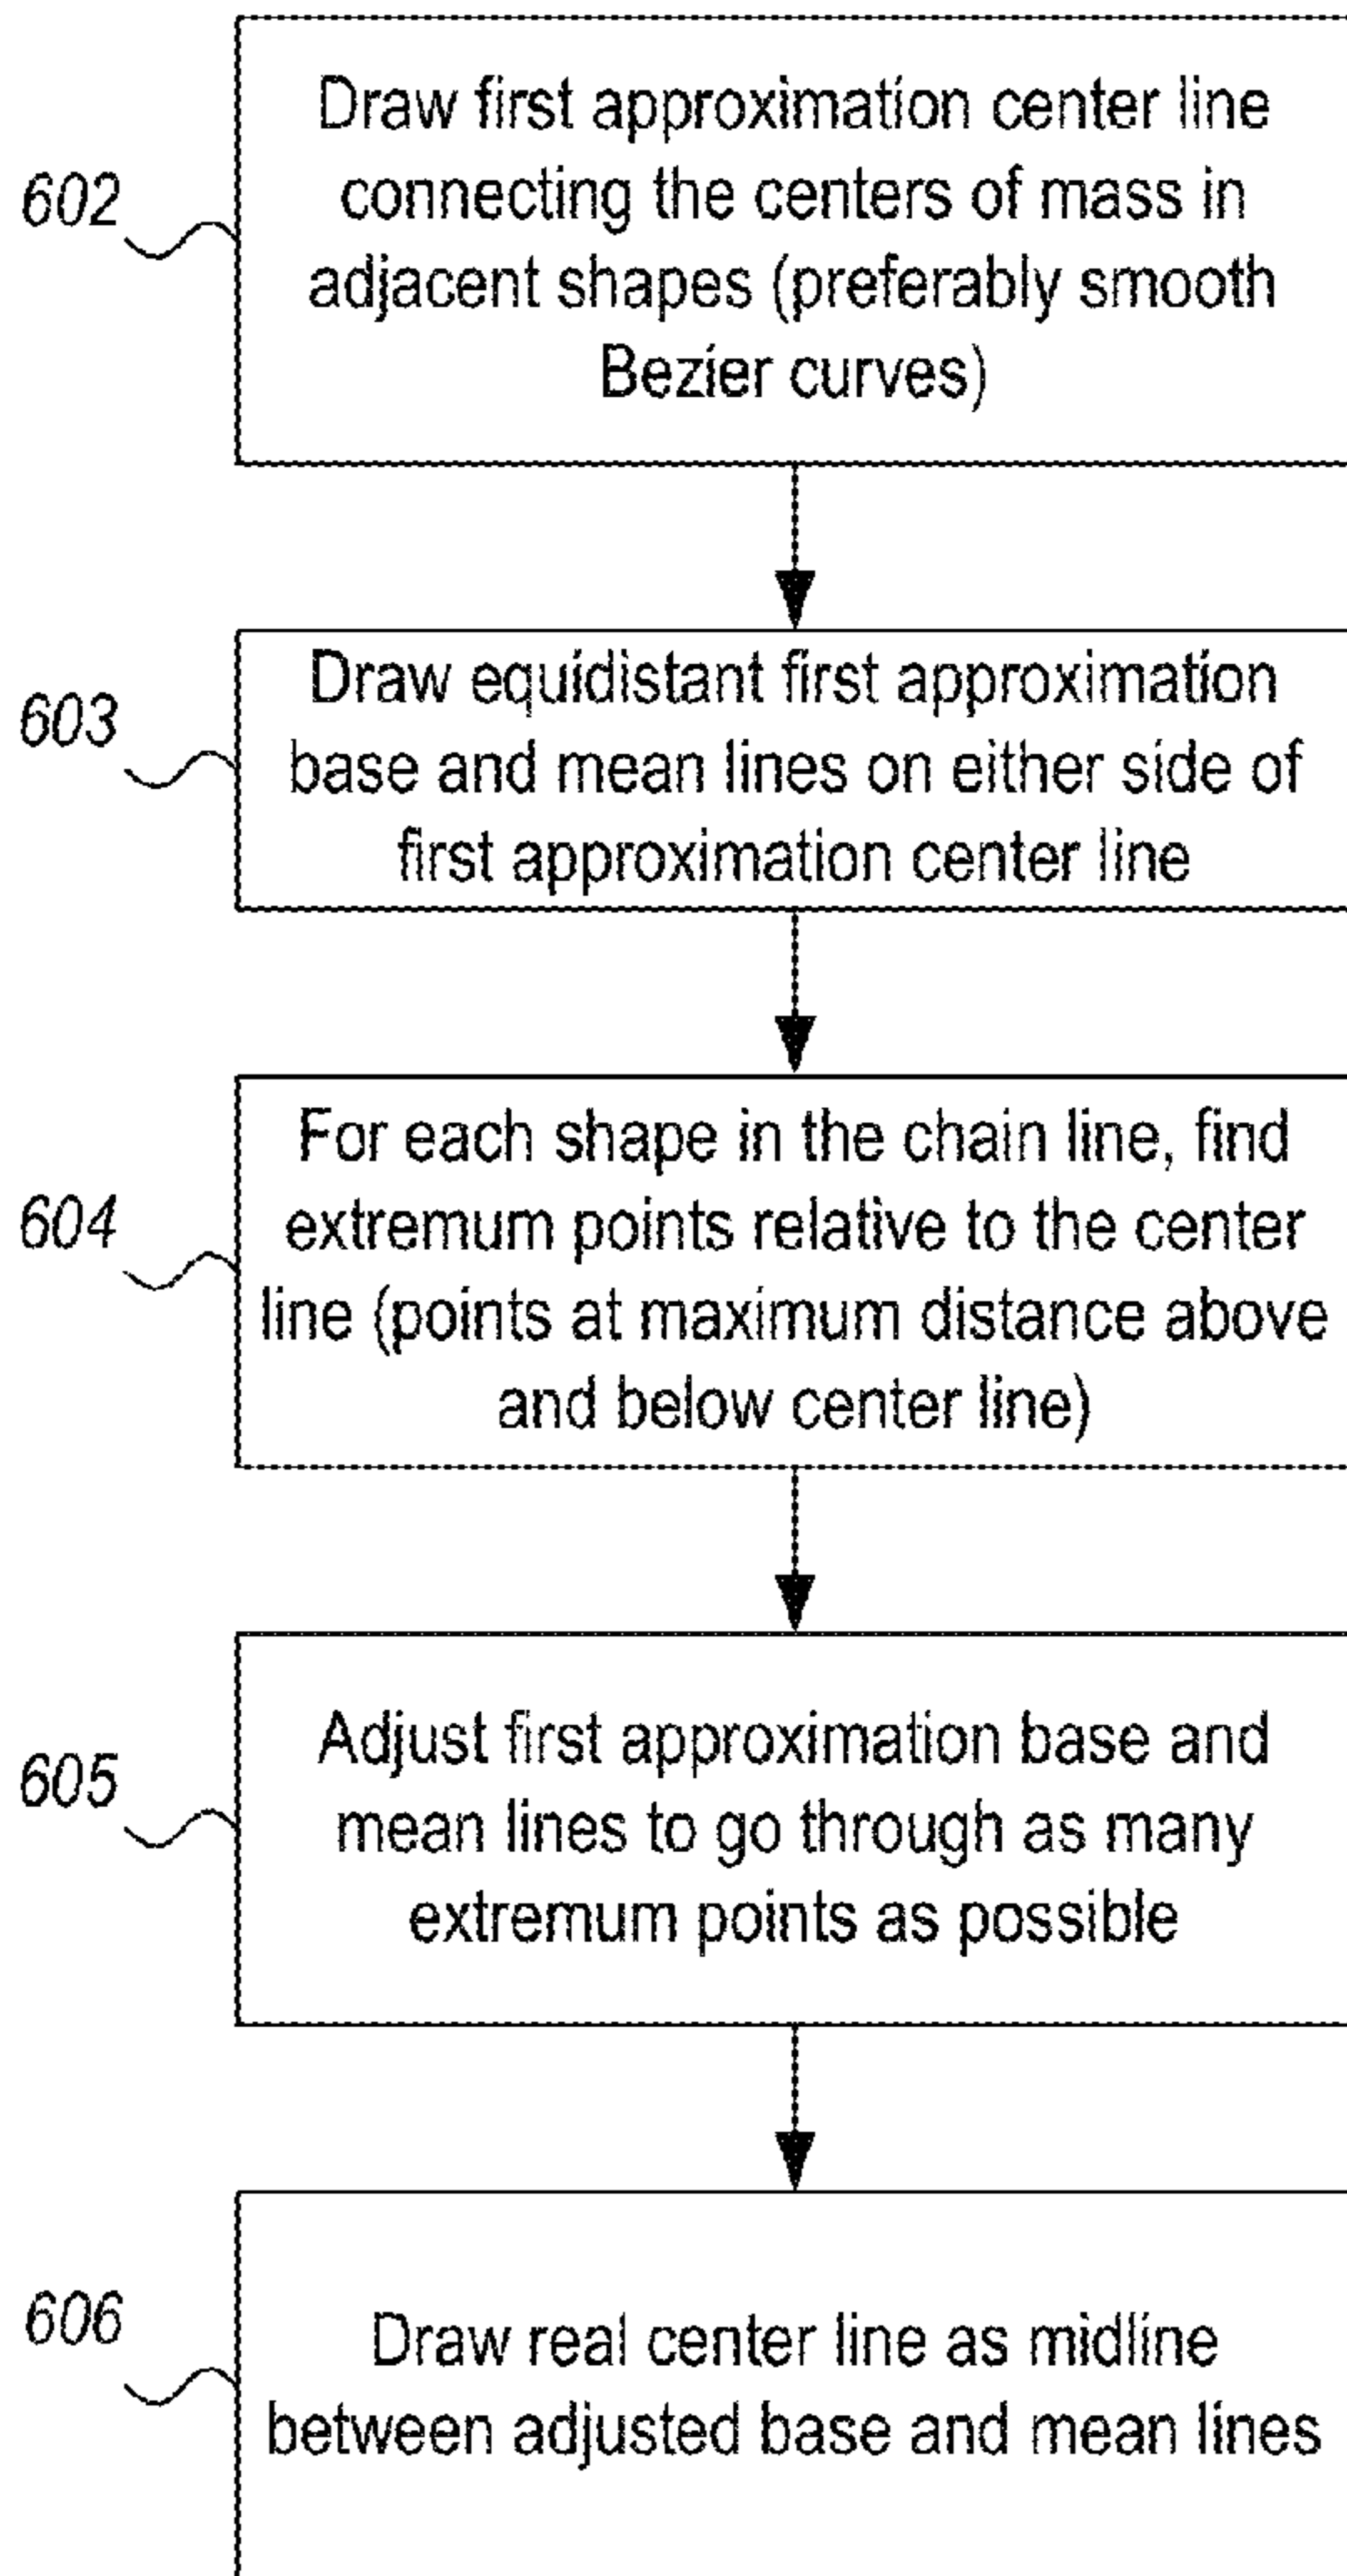 602
Draw first approximation center line
connecting the centers of mass in
adjacent shapes (preferably smooth
Bezier curves)
603
Draw equidistant first approximation
base and mean lines on either side of
first approximation center line
604
For each shape in the chain line, find
extremum points relative to the center
line (points at maximum distance above
and below center line)
605
Adjust first approximation base and
mean lines to go through as many
extremum points as possible
606
Draw real center line as midline
between adjusted base and mean lines